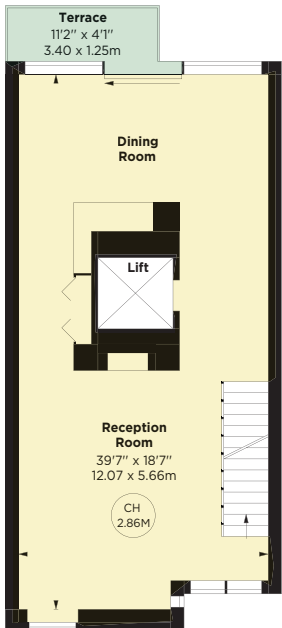 Terrace
11'2" x 4'1"
3.40 x 1.25m
Dining
Room
Lift
Reception
Room
39'7" x 18'7"
12.07 x 5.66m
CH
2.86M